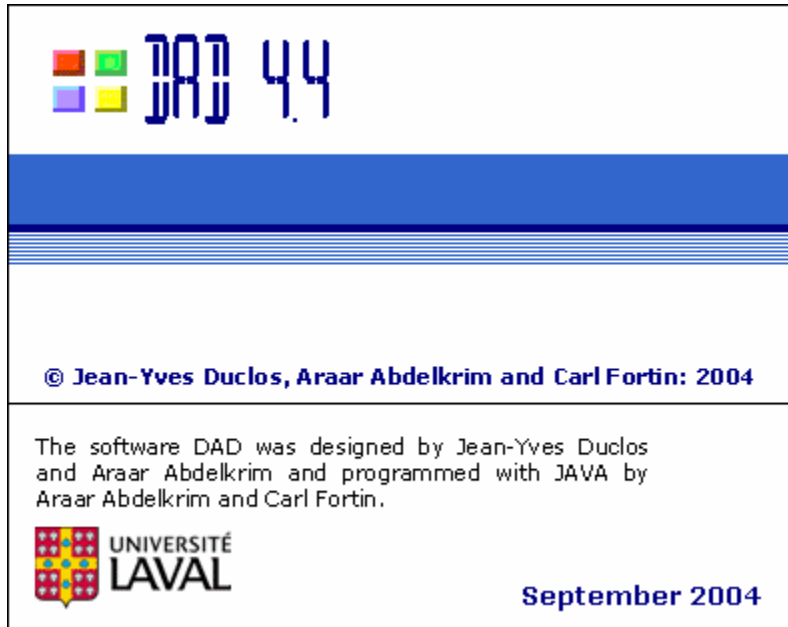 DAD 4.4
© Jean-Yves Duclos, Araar Abdelkrim and Carl Fortin: 2004
The software DAD was designed by Jean-Yves Duclos
and Araar Abdelkrim and programmed with JAVA by
Araar Abdelkrim and Carl Fortin.
UNIVERSITÉ
LAVAL
September 2004